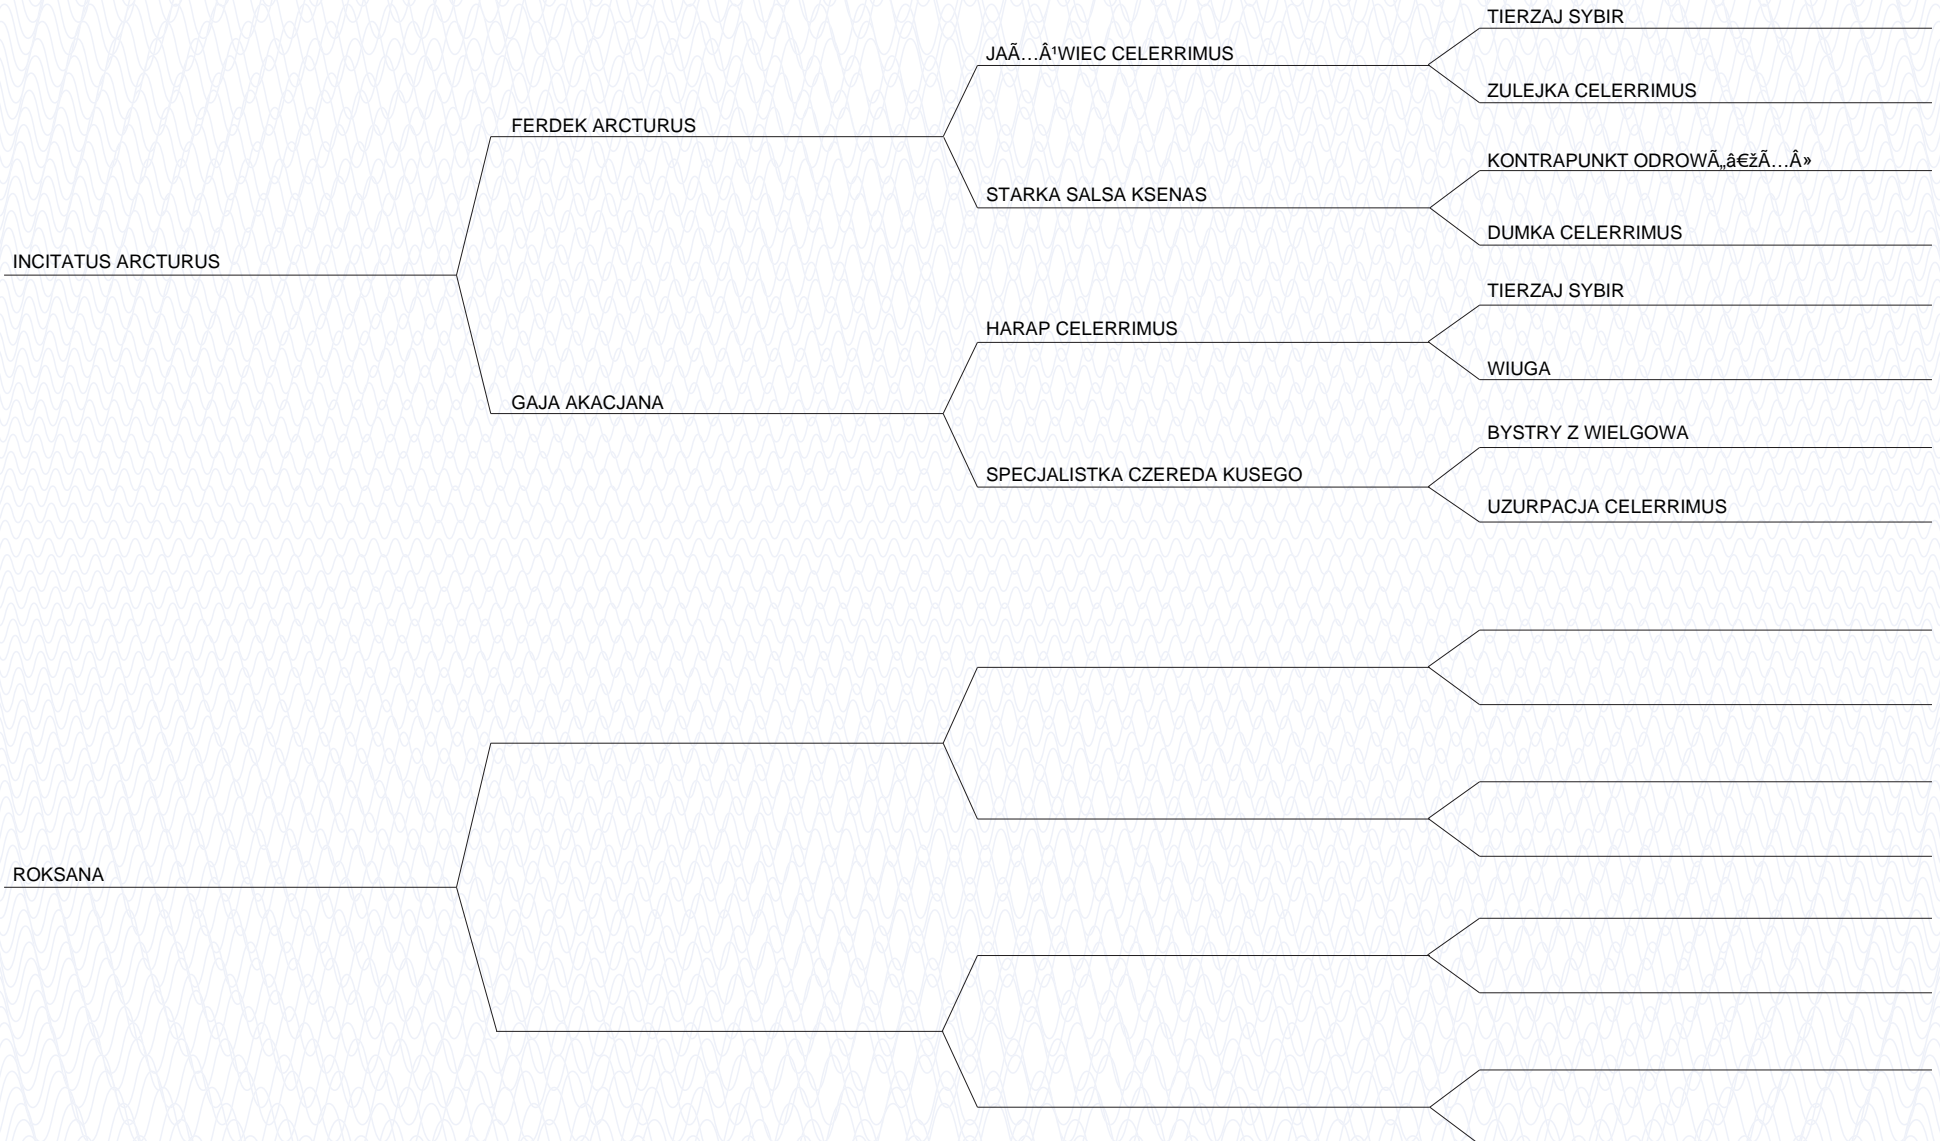 TIERZAJ SYBIR
JAÃ…Â¹WIEC CELERRIMUS
ZULEJKA CELERRIMUS
FERDEK ARCTURUS
KONTRAPUNKT ODROWÃ„â€žÃ…Â»
STARKA SALSA KSENAS
DUMKA CELERRIMUS
INCITATUS ARCTURUS
TIERZAJ SYBIR
HARAP CELERRIMUS
WIUGA
GAJA AKACJANA
BYSTRY Z WIELGOWA
SPECJALISTKA CZEREDA KUSEGO
UZURPACJA CELERRIMUS
ROKSANA